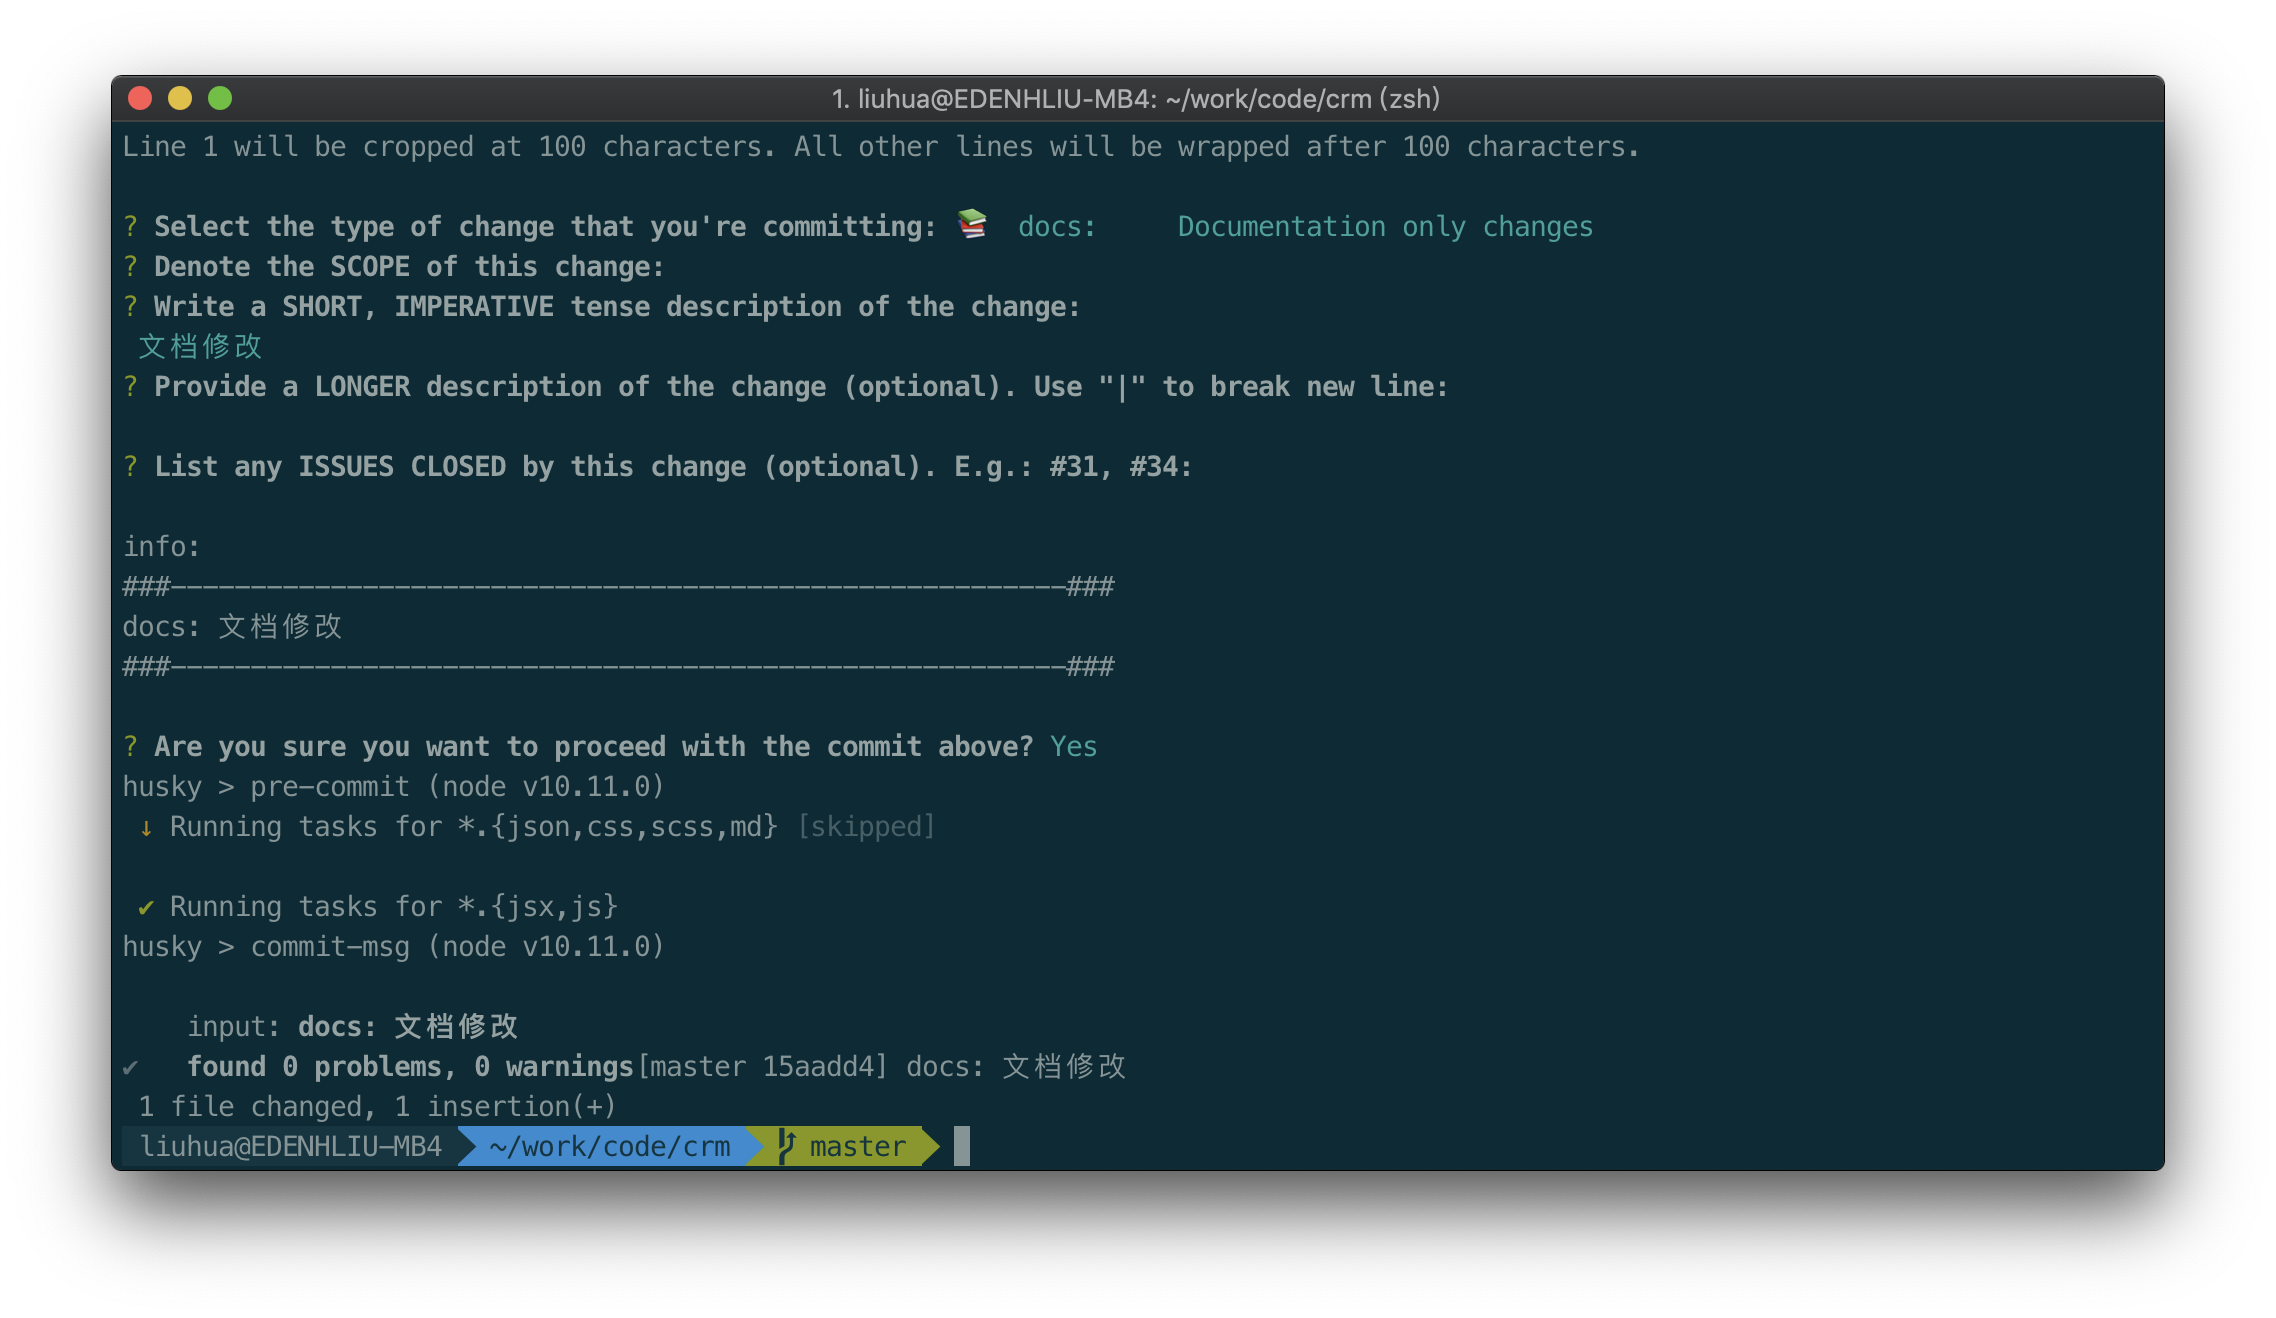 1. liuhua@EDENHLIU-MB4: ~/work/code/crm (zsh)
Line 1 will be cropped at 100 characters. All other lines will be wrapped after 100 characters.
? Select the type of change that you're committing: 📚 docs: Documentation only changes
? Denote the SCOPE of this change:
? Write a SHORT, IMPERATIVE tense description of the change:
文档修改
? Provide a LONGER description of the change (optional). Use "|" to break new line:
? List any ISSUES CLOSED by this change (optional). E.g.: #31, #34:
info:
###--------------------------------------------------------###
docs: 文档修改
###--------------------------------------------------------###
? Are you sure you want to proceed with the commit above? Yes
husky > pre-commit (node v10.11.0)
↓ Running tasks for *.{json,css,scss,md} [skipped]
✔ Running tasks for *.{jsx,js}
husky > commit-msg (node v10.11.0)
input: docs: 文档修改
✔ found 0 problems, 0 warnings[master 15aadd4] docs: 文档修改
1 file changed, 1 insertion(+)
liuhua@EDENHLIU-MB4 ~/work/code/crm master